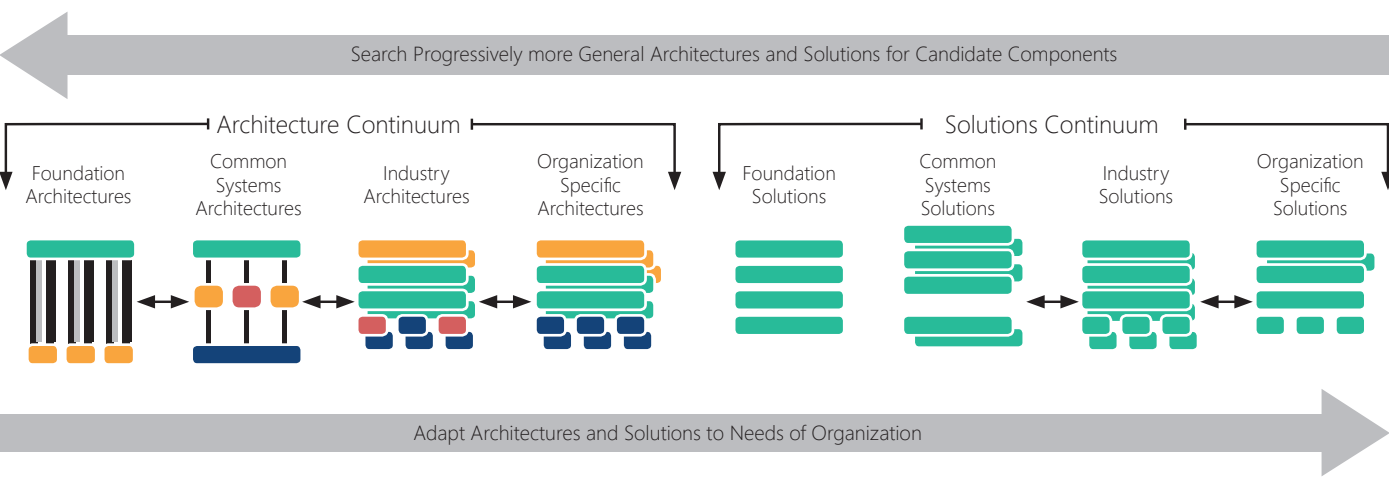 Search Progressively more General Architectures and Solutions for Candidate Components
Architecture Continuum
Solutions Continuum
Foundation
Architectures
Common
Systems
Architectures
Industry
Architectures
Organization
Specific
Architectures
Foundation
Solutions
Common
Systems
Solutions
Industry
Solutions
Organization
Specific
Solutions
Adapt Architectures and Solutions to Needs of Organization